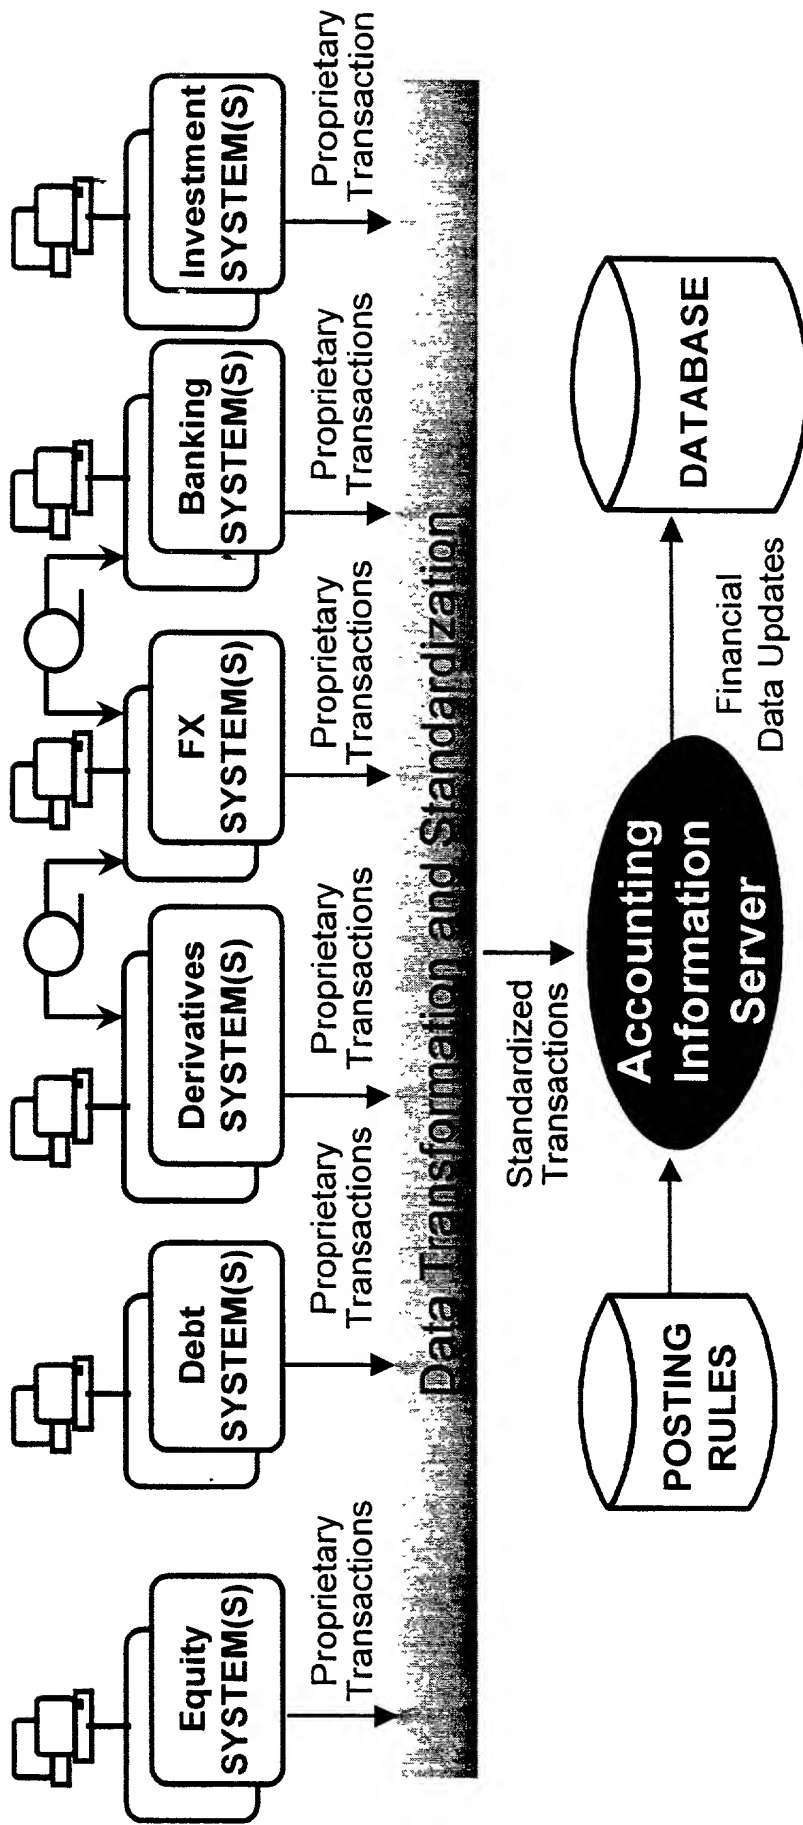 Equity
SYSTEM(S)
Debt
SYSTEM(S)
Derivatives
SYSTEM(S)
FX
SYSTEM(S)
Banking
SYSTEM(S)
Investment
SYSTEM(S)
Proprietary
Transactions
Proprietary
Transactions
Proprietary
Transactions
Proprietary
Transactions
Proprietary
Transactions
Proprietary
Transaction
Data Transformation and Standardization
Standardized
Transactions
POSTING
RULES
Accounting
Information
Server
Financial
Data Updates
DATABASE